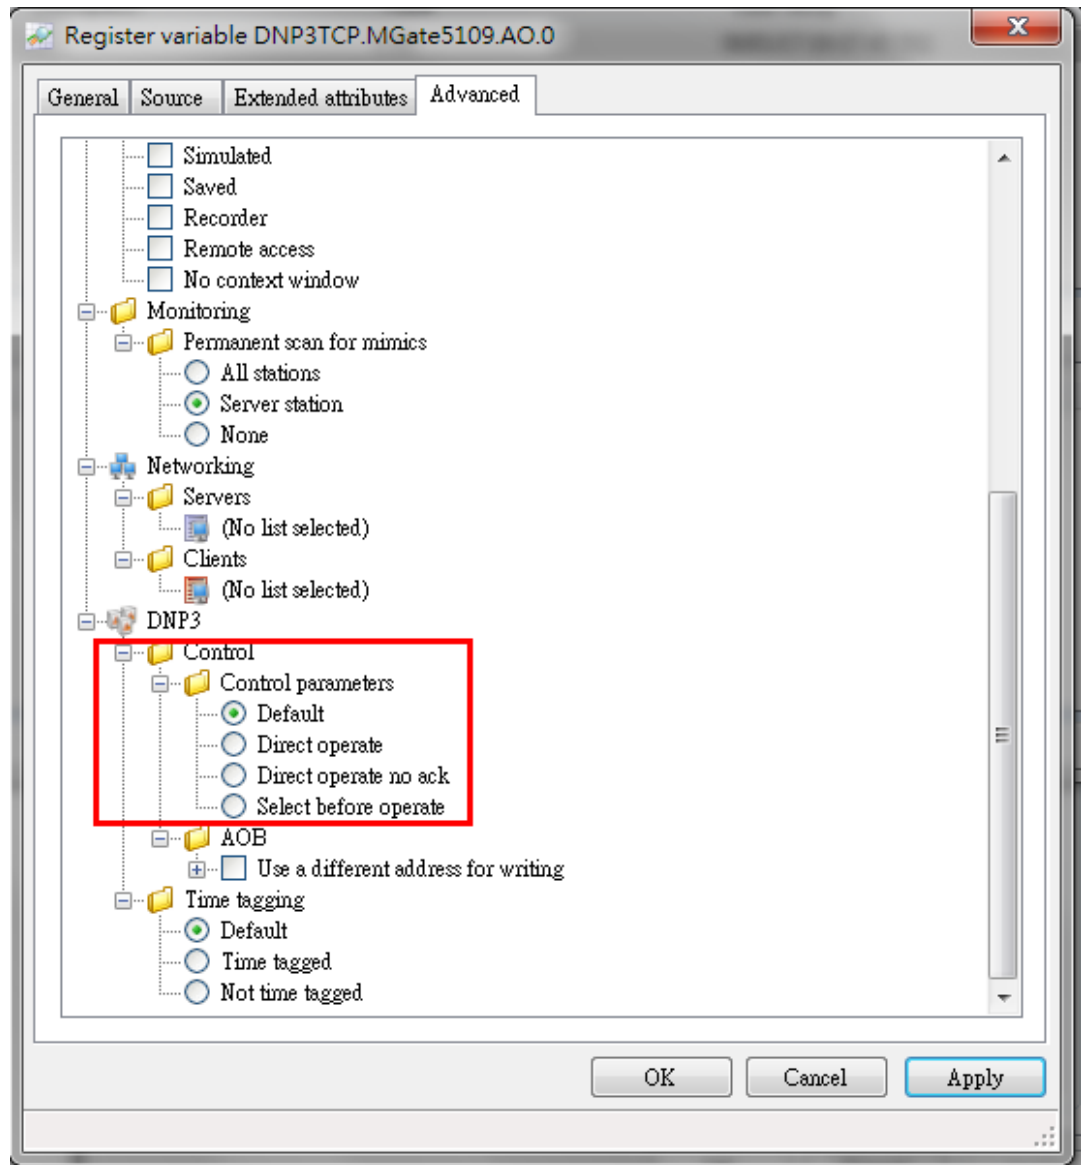 Register variable DNP3TCP.MGate5109.AO.0
General Source Extended attributes Advanced
Simulated
Saved
Recorder
Remote access
No context window
Monitoring
Permanent scan for mimics
All stations
Server station
None
Networking
Servers
(No list selected)
Clients
(No list selected)
DNP3
Control
Control parameters
Default
Direct operate
Direct operate no ack
Select before operate
AOB
Use a different address for writing
Time tagging
Default
Time tagged
Not time tagged
OK Cancel Apply